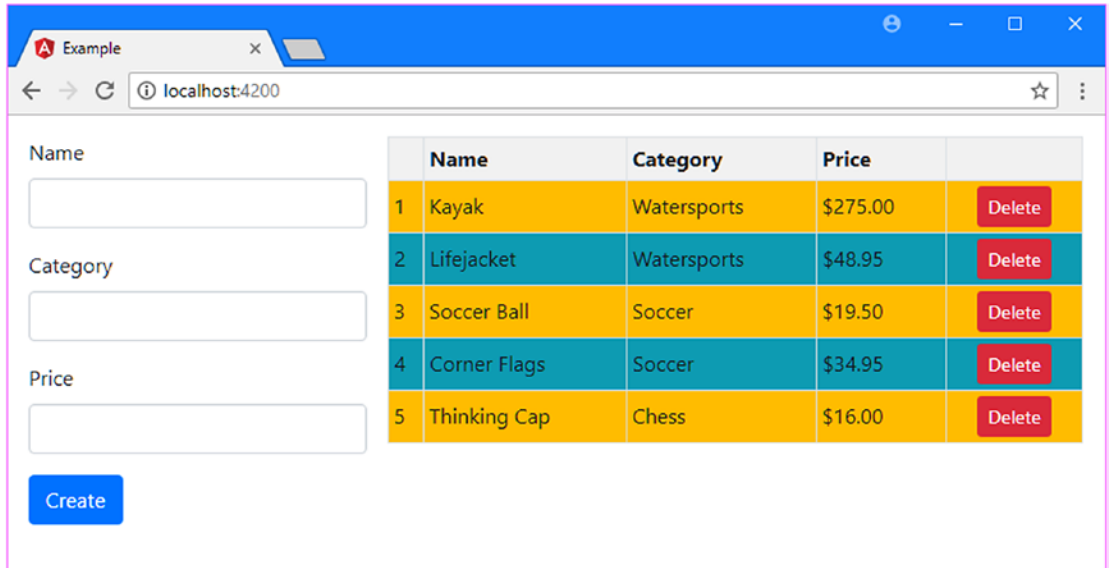 Example
localhost:4200
Name
Category
Price
Create
Name Category Price
1 Kayak Watersports $275.00 Delete
2 Lifejacket Watersports $48.95 Delete
3 Soccer Ball Soccer $19.50 Delete
4 Corner Flags Soccer $34.95 Delete
5 Thinking Cap Chess $16.00 Delete